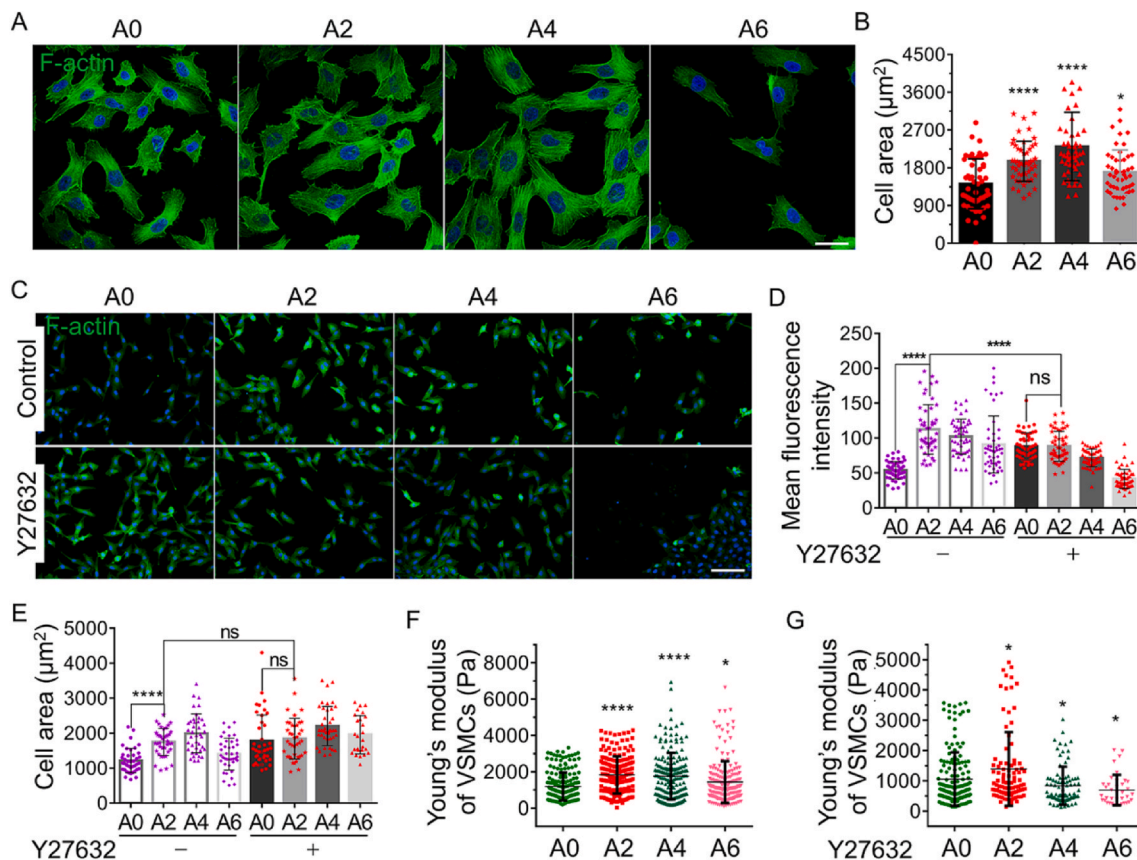 A
A0 A2 A4 A6
F-actin
B
Cell area (µm²)
4500
3600
2700
1800
900
0
****
****
*
A0 A2 A4 A6
C
A0 A2 A4 A6
F-actin
Control
Y27632
D
Mean fluorescence
intensity
250
200
150
100
50
0
****
****
ns
A0 A2 A4 A6 A0 A2 A4 A6
Y27632 − +
E
Cell area (µm²)
5000
4000
3000
2000
1000
0
ns
****
ns
A0 A2 A4 A6 A0 A2 A4 A6
Y27632 − +
F
Young's modulus
of VSMCs (Pa)
8000
6000
4000
2000
0
****
****
*
A0 A2 A4 A6
G
Young's modulus
of VSMCs (Pa)
5000
4000
3000
2000
1000
0
*
*
*
Y27632 A0 A2 A4 A6